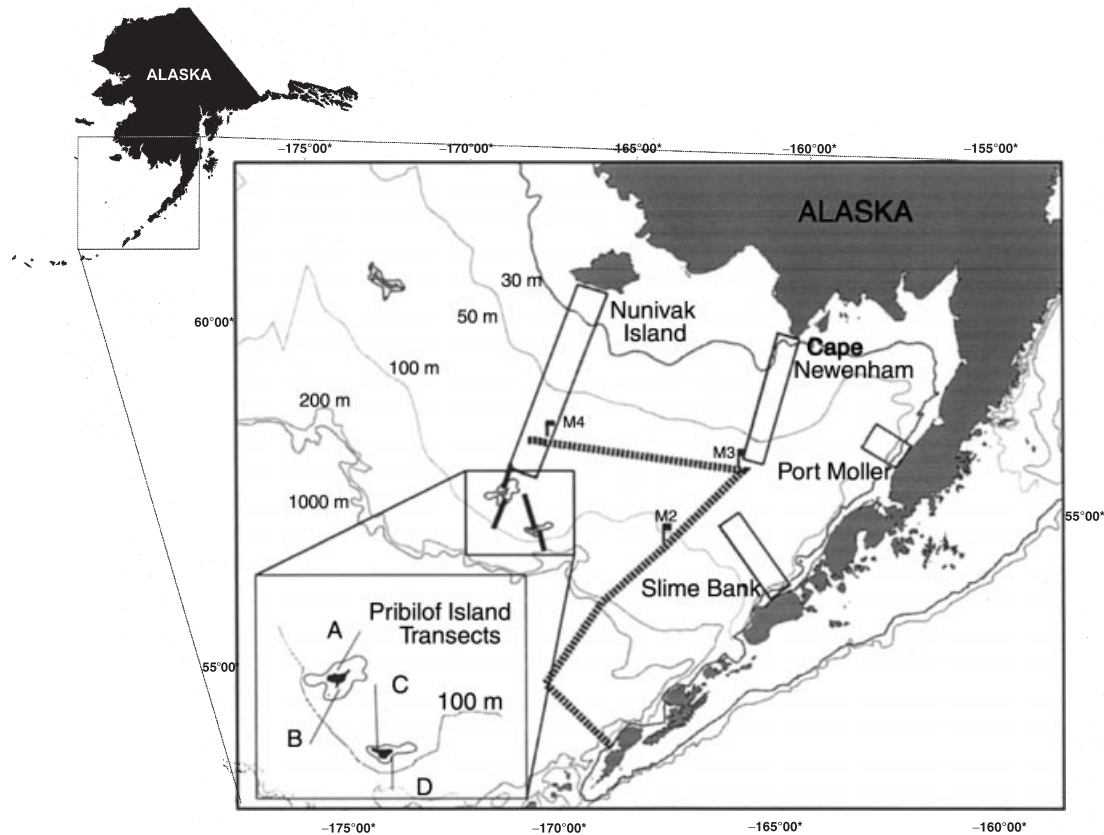 ALASKA
−175°00* −170°00* −165°00* −160°00* −155°00*
ALASKA
30 m
Nunivak
Island
50 m
60°00*
Cape
Newenham
100 m
200 m
M4
M3
Port Moller
1000 m
M2
55°00*
Slime Bank
Pribilof Island
Transects
A
55°00*
C
100 m
B
D
−175°00* −170°00* −165°00* −160°00*